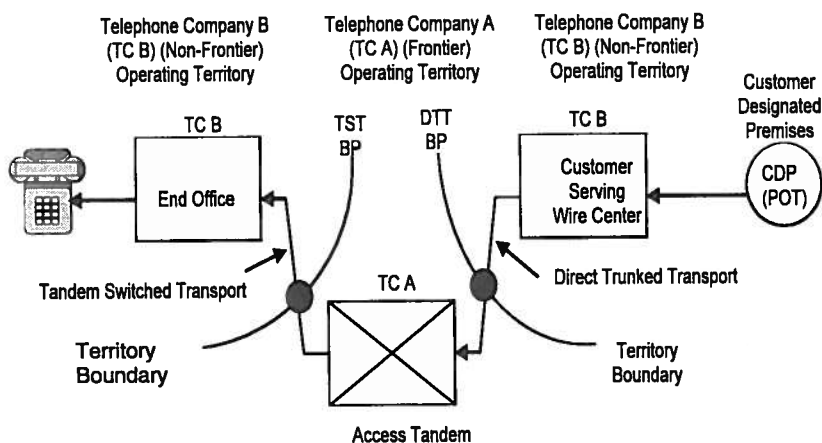 Telephone Company B
(TC B) (Non-Frontier)
Operating Territory
Telephone Company A
(TC A) (Frontier)
Operating Territory
Telephone Company B
(TC B) (Non-Frontier)
Operating Territory
Customer
Designated
Premises
TC B
TST
BP
DTT
BP
TC B
End Office
Customer
Serving
Wire Center
CDP
(POT)
Tandem Switched Transport
TC A
Direct Trunked Transport
Territory
Boundary
Territory
Boundary
Access Tandem